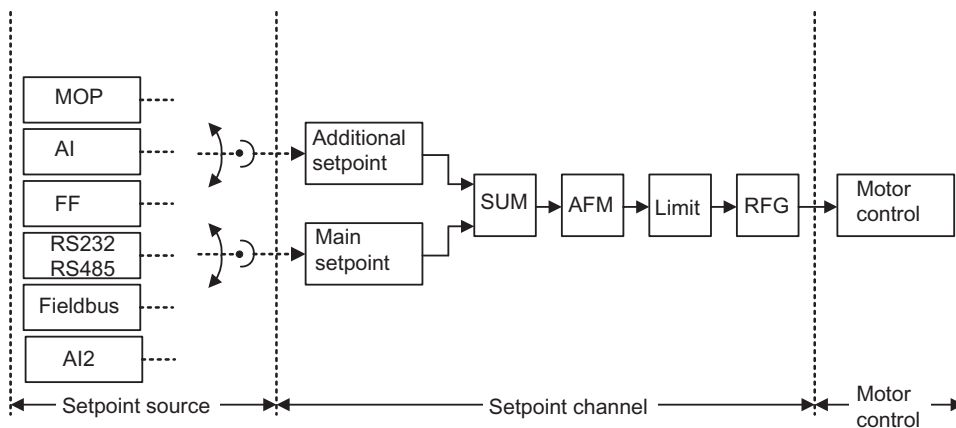 MOP
AI
FF
RS232
RS485
Fieldbus
AI2
Additional
setpoint
Main
setpoint
SUM
AFM
Limit
RFG
Motor
control
Setpoint source
Setpoint channel
Motor
control